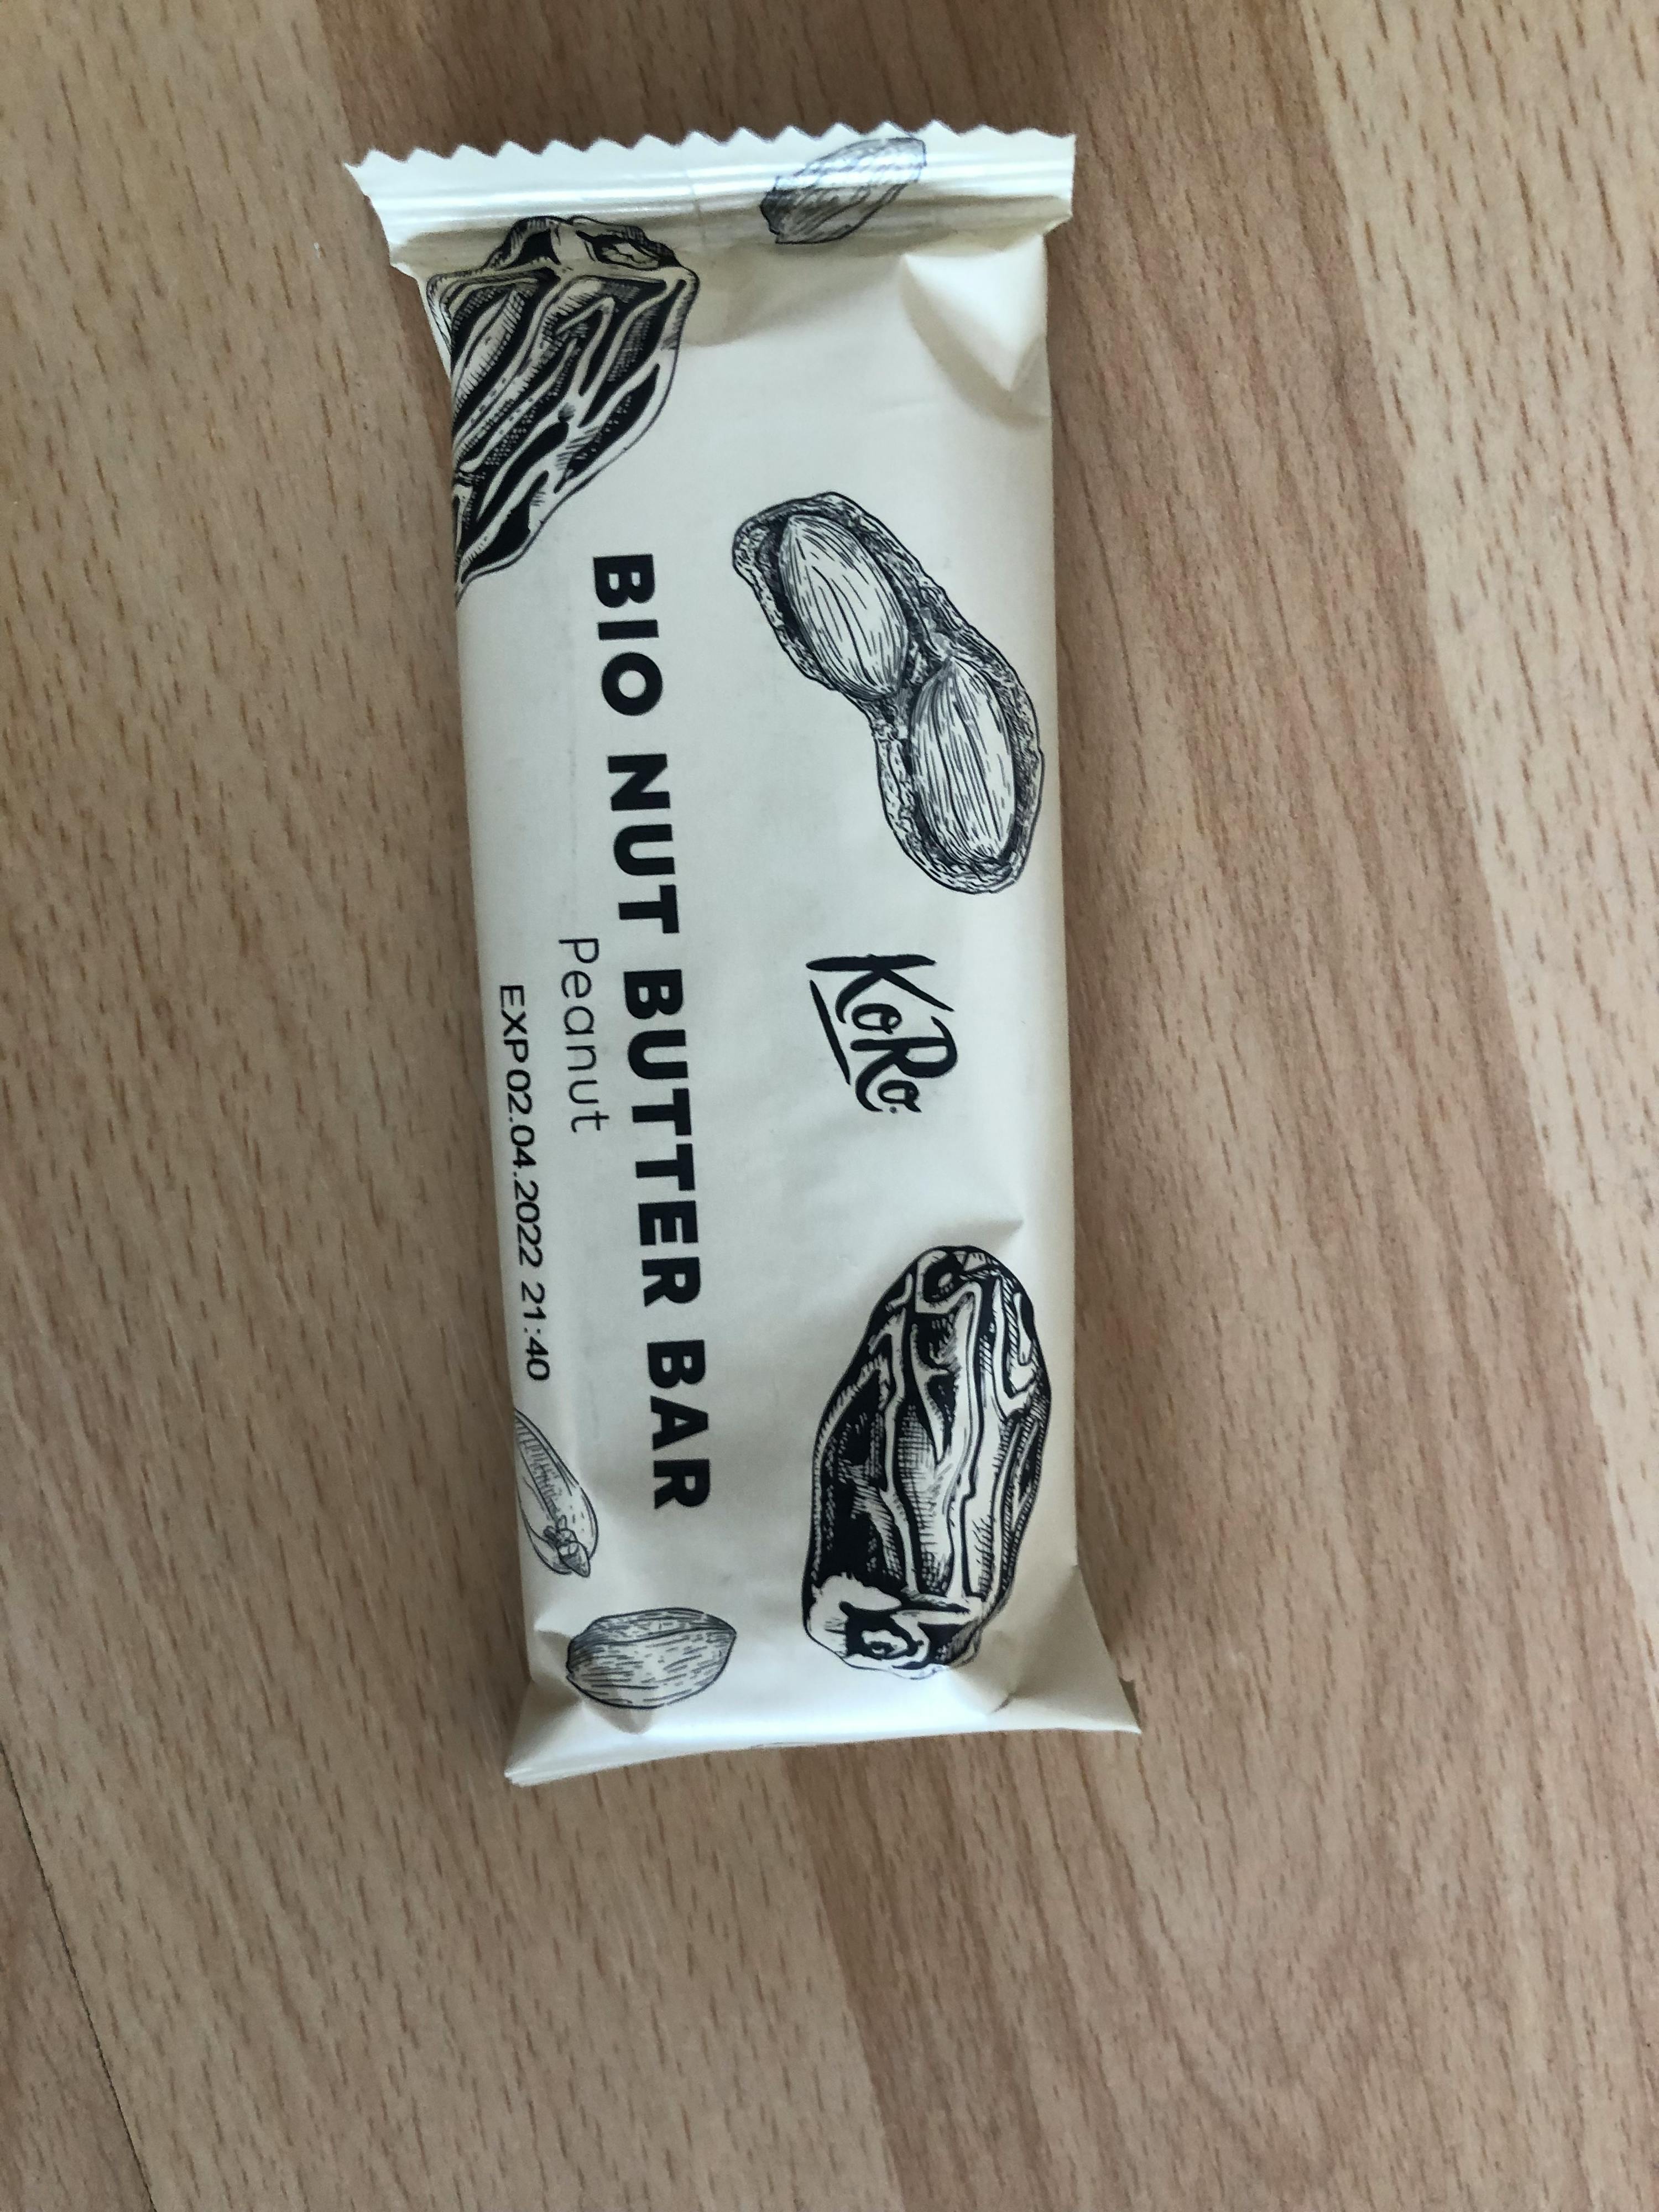 KoRo
BIO NUT BUTTER BAR
Peanut
EXP02.04.2022 21:40